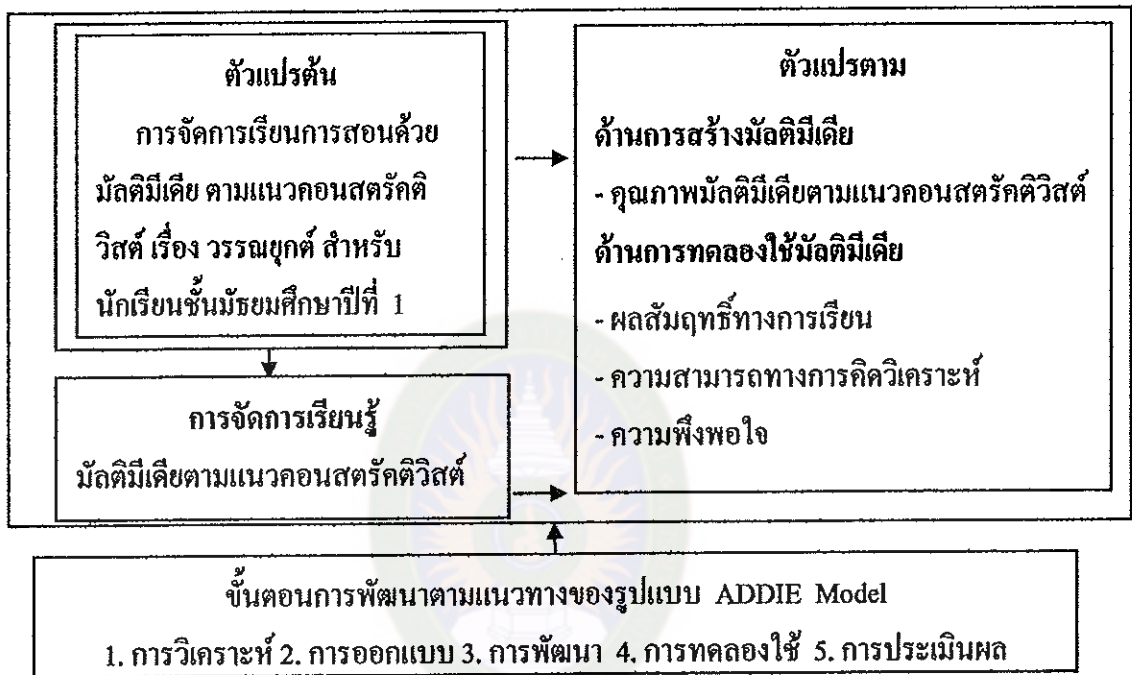 ตัวแปรต้น
การจัดการเรียนการสอนด้วย
มัลติมีเดีย ตามแนวคอนสตรัคติ
วิสต์ เรื่อง วรรณยุกต์ สำหรับ
นักเรียนชั้นมัธยมศึกษาปีที่ 1
การจัดการเรียนรู้
มัลติมีเดียตามแนวคอนสตรัคติวิสต์
ตัวแปรตาม
ด้านการสร้างมัลติมีเดีย
- คุณภาพมัลติมีเดียตามแนวคอนสตรัคติวิสต์
ด้านการทดลองใช้มัลติมีเดีย
- ผลสัมฤทธิ์ทางการเรียน
- ความสามารถทางการคิดวิเคราะห์
- ความพึงพอใจ
ขั้นตอนการพัฒนาตามแนวทางของรูปแบบ ADDIE Model
1. การวิเคราะห์ 2. การออกแบบ 3. การพัฒนา 4. การทดลองใช้ 5. การประเมินผล